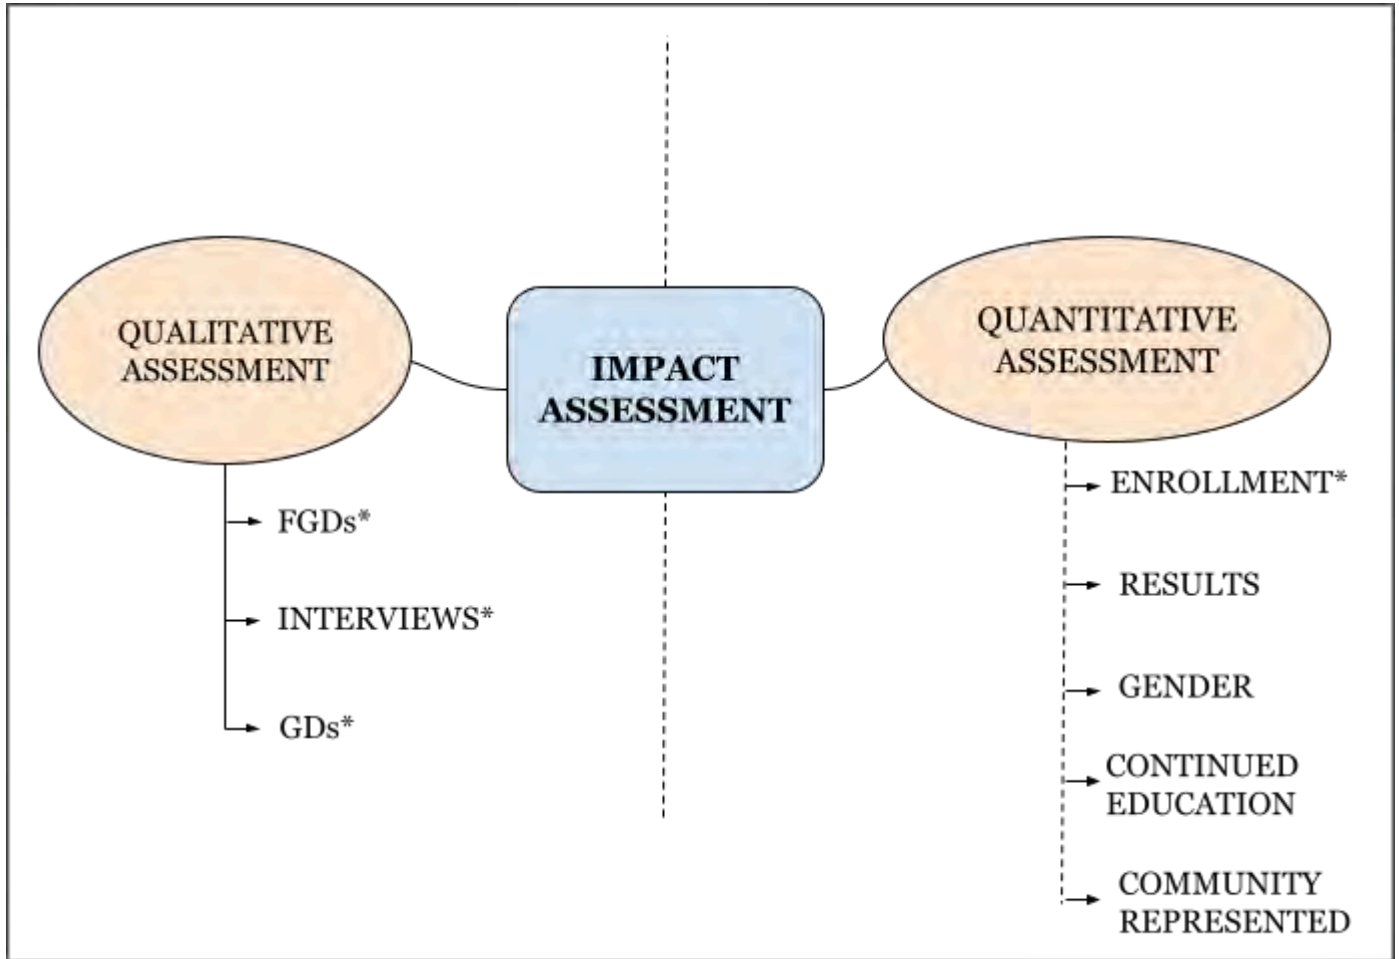 IMPACT
ASSESSMENT
QUALITATIVE
ASSESSMENT
FGDs*
INTERVIEWS*
GDs*
QUANTITATIVE
ASSESSMENT
ENROLLMENT*
RESULTS
GENDER
CONTINUED
EDUCATION
COMMUNITY
REPRESENTED